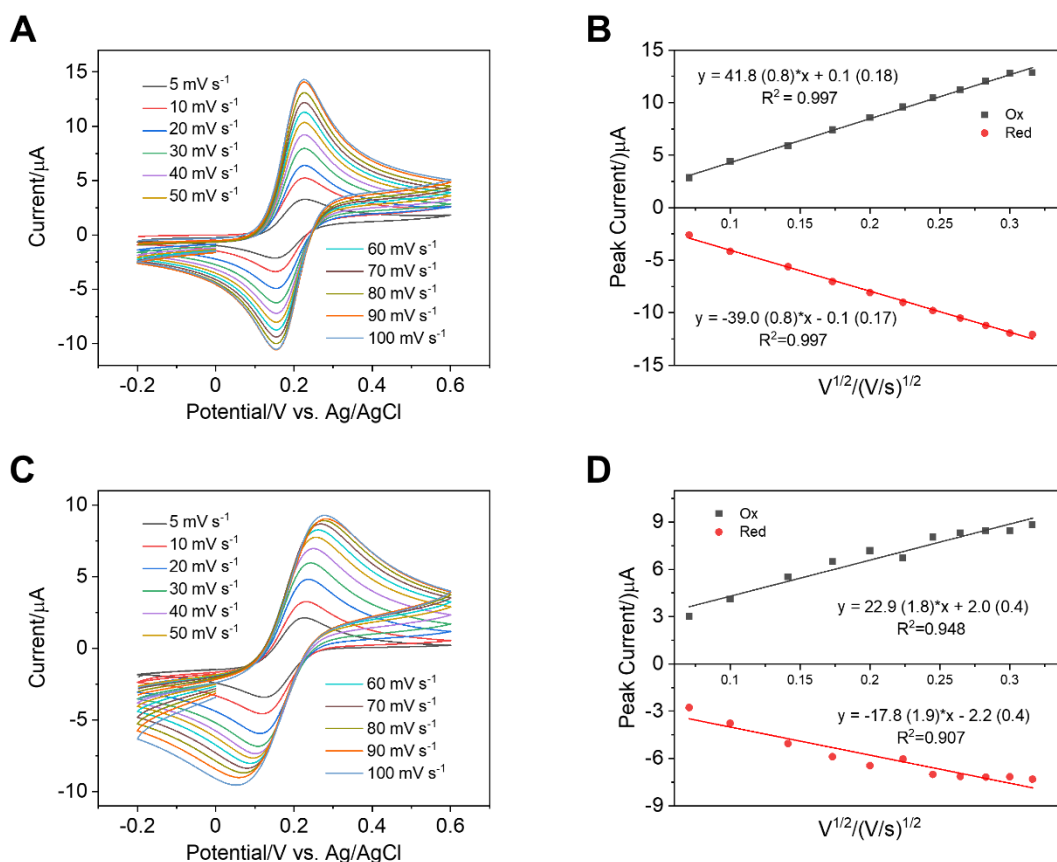 A
15
10
5
0
-5
-10
Current/μA
5 mV s⁻¹
10 mV s⁻¹
20 mV s⁻¹
30 mV s⁻¹
40 mV s⁻¹
50 mV s⁻¹
60 mV s⁻¹
70 mV s⁻¹
80 mV s⁻¹
90 mV s⁻¹
100 mV s⁻¹
-0.2 0 0.2 0.4 0.6
Potential/V vs. Ag/AgCl
B
15
10
5
0
-5
-10
-15
Peak Current/)μA
y = 41.8 (0.8)*x + 0.1 (0.18)
R² = 0.997
Ox
Red
0.1 0.15 0.2 0.25 0.3
y = -39.0 (0.8)*x - 0.1 (0.17)
R²=0.997
V¹ᐟ²/(V/s)¹ᐟ²
C
10
5
0
-5
-10
Current/μA
5 mV s⁻¹
10 mV s⁻¹
20 mV s⁻¹
30 mV s⁻¹
40 mV s⁻¹
50 mV s⁻¹
60 mV s⁻¹
70 mV s⁻¹
80 mV s⁻¹
90 mV s⁻¹
100 mV s⁻¹
-0.2 0 0.2 0.4 0.6
Potential/V vs. Ag/AgCl
D
9
6
3
0
-3
-6
-9
Peak Current/)μA
Ox
Red
y = 22.9 (1.8)*x + 2.0 (0.4)
R²=0.948
0.1 0.15 0.2 0.25 0.3
y = -17.8 (1.9)*x - 2.2 (0.4)
R²=0.907
V¹ᐟ²/(V/s)¹ᐟ²